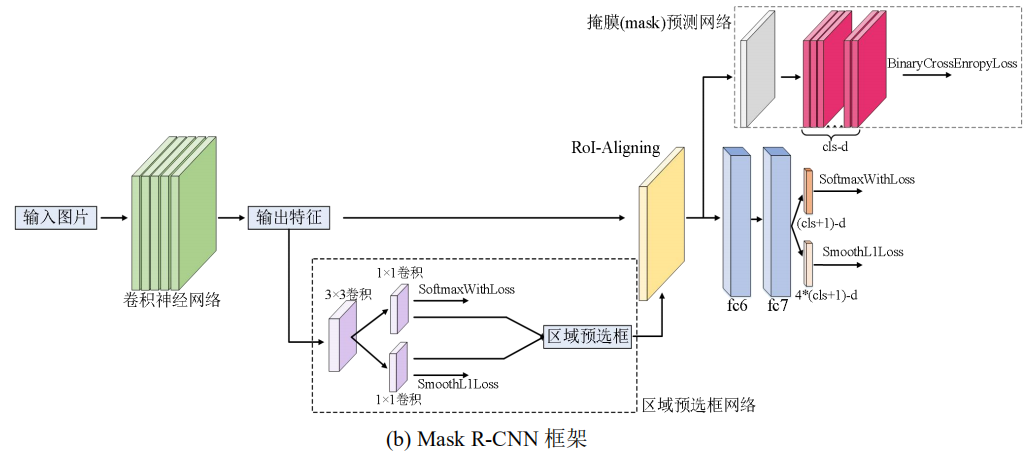 掩膜(mask)预测网络
BinaryCrossEnropyLoss
cls-d
RoI-Aligning
SoftmaxWithLoss
(cls+1)-d
SmoothL1Loss
4*(cls+1)-d
fc6
fc7
输入图片
卷积神经网络
输出特征
1×1卷积
3×3卷积
SoftmaxWithLoss
区域预选框
SmoothL1Loss
1×1卷积
区域预选框网络
(b) Mask R-CNN 框架